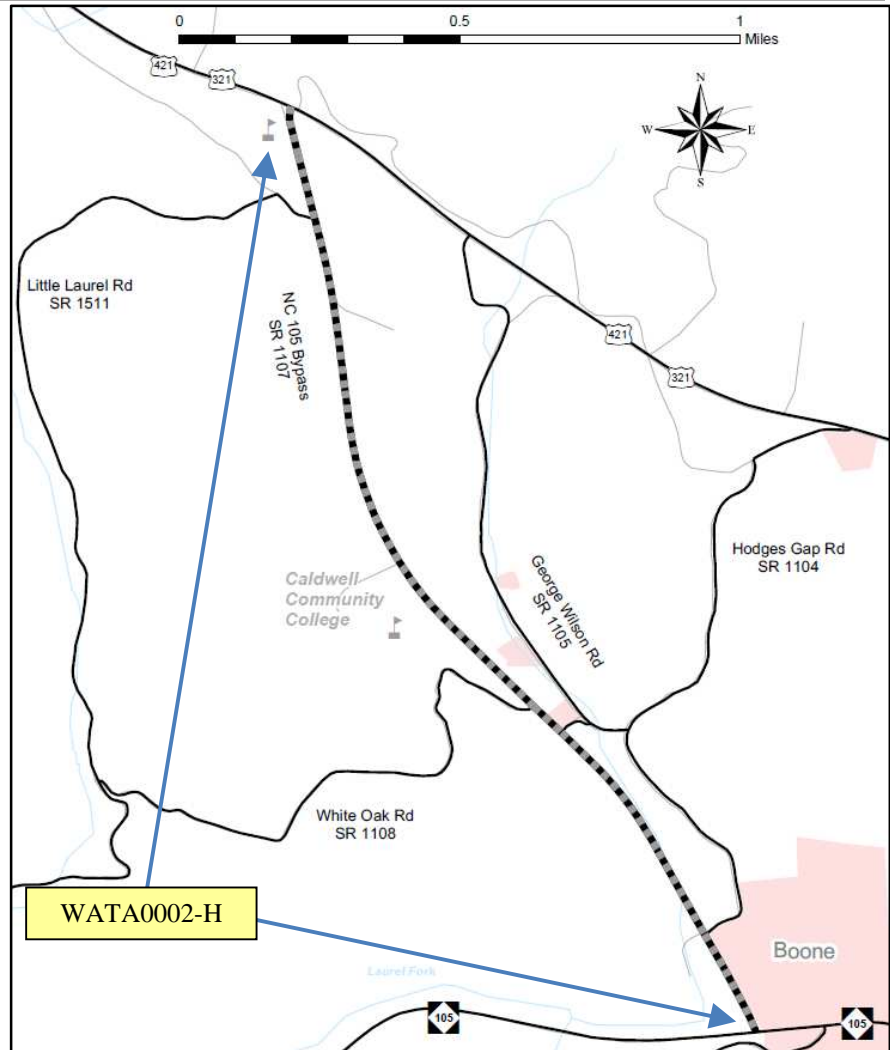 0 0.5 1
Miles
421
321
N
W E
S
Little Laurel Rd
SR 1511
NC 105 Bypass
SR 1107
421
321
Hodges Gap Rd
SR 1104
George Wilson Rd
SR 1105
Caldwell
Community
College
White Oak Rd
SR 1108
WATA0002-H
Boone
Laurel Fork
105
105